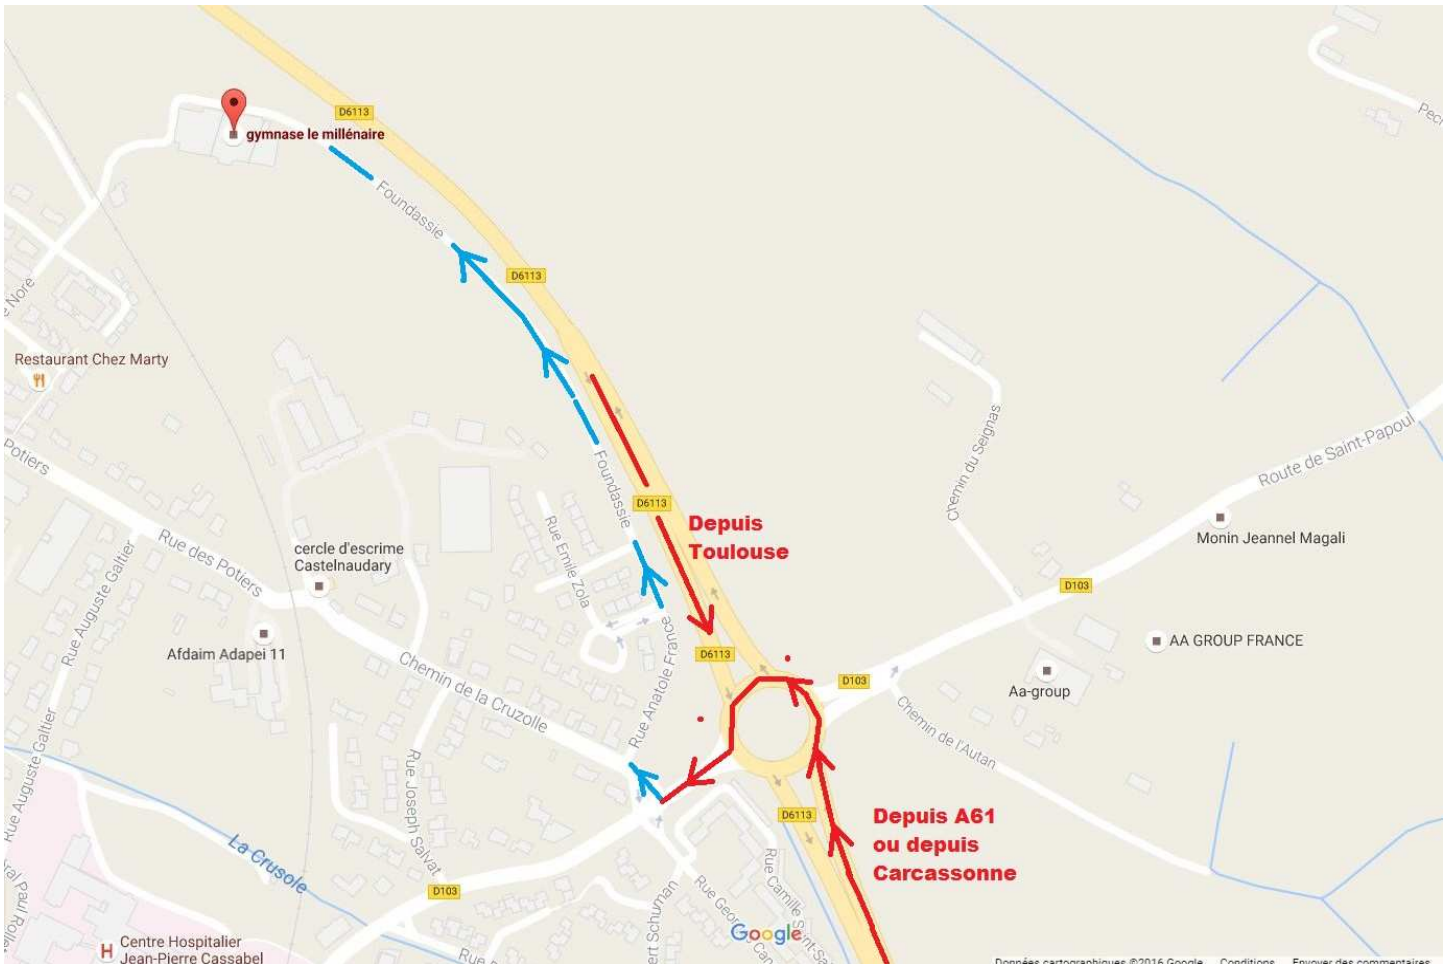 D6113
gymnase le millénaire
Foundassie
D6113
Nore
Restaurant Chez Marty
Potiers
Chemin du Seignas
Route de Saint-Papoul
D6113
Depuis
Toulouse
Foundassie
Monin Jeannel Magali
Rue des Potiers
cercle d'escrime
Castelnaudary
Rue Emile Zola
Rue Auguste Galtier
D103
Afdaim Adapei 11
AA GROUP FRANCE
D6113
D103
Aa-group
Chemin de la Cruzolle
Rue Anatole France
Chemin de l'Autan
Rue Auguste Galtier
Rue Joseph Salvat
D6113
Depuis A61
ou depuis
Carcassonne
La Crusole
D103
Rue Camille
Schuman
Google
H
Centre Hospitalier
Jean-Pierre Cassabel
Données cartographiques ©2016 Google Conditions Envoyer des commentaires